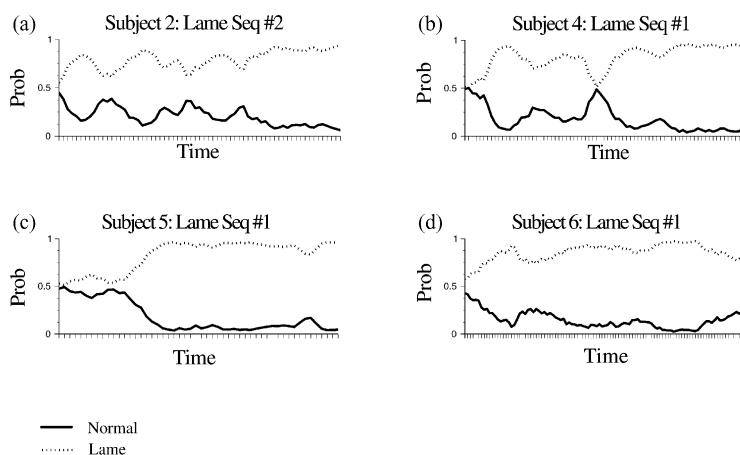 (a) Subject 2: Lame Seq #2
1
Prob
0.5
0
Time
(b) Subject 4: Lame Seq #1
1
Prob
0.5
0
Time
(c) Subject 5: Lame Seq #1
1
Prob
0.5
0
Time
(d) Subject 6: Lame Seq #1
1
Prob
0.5
0
Time
Normal
Lame